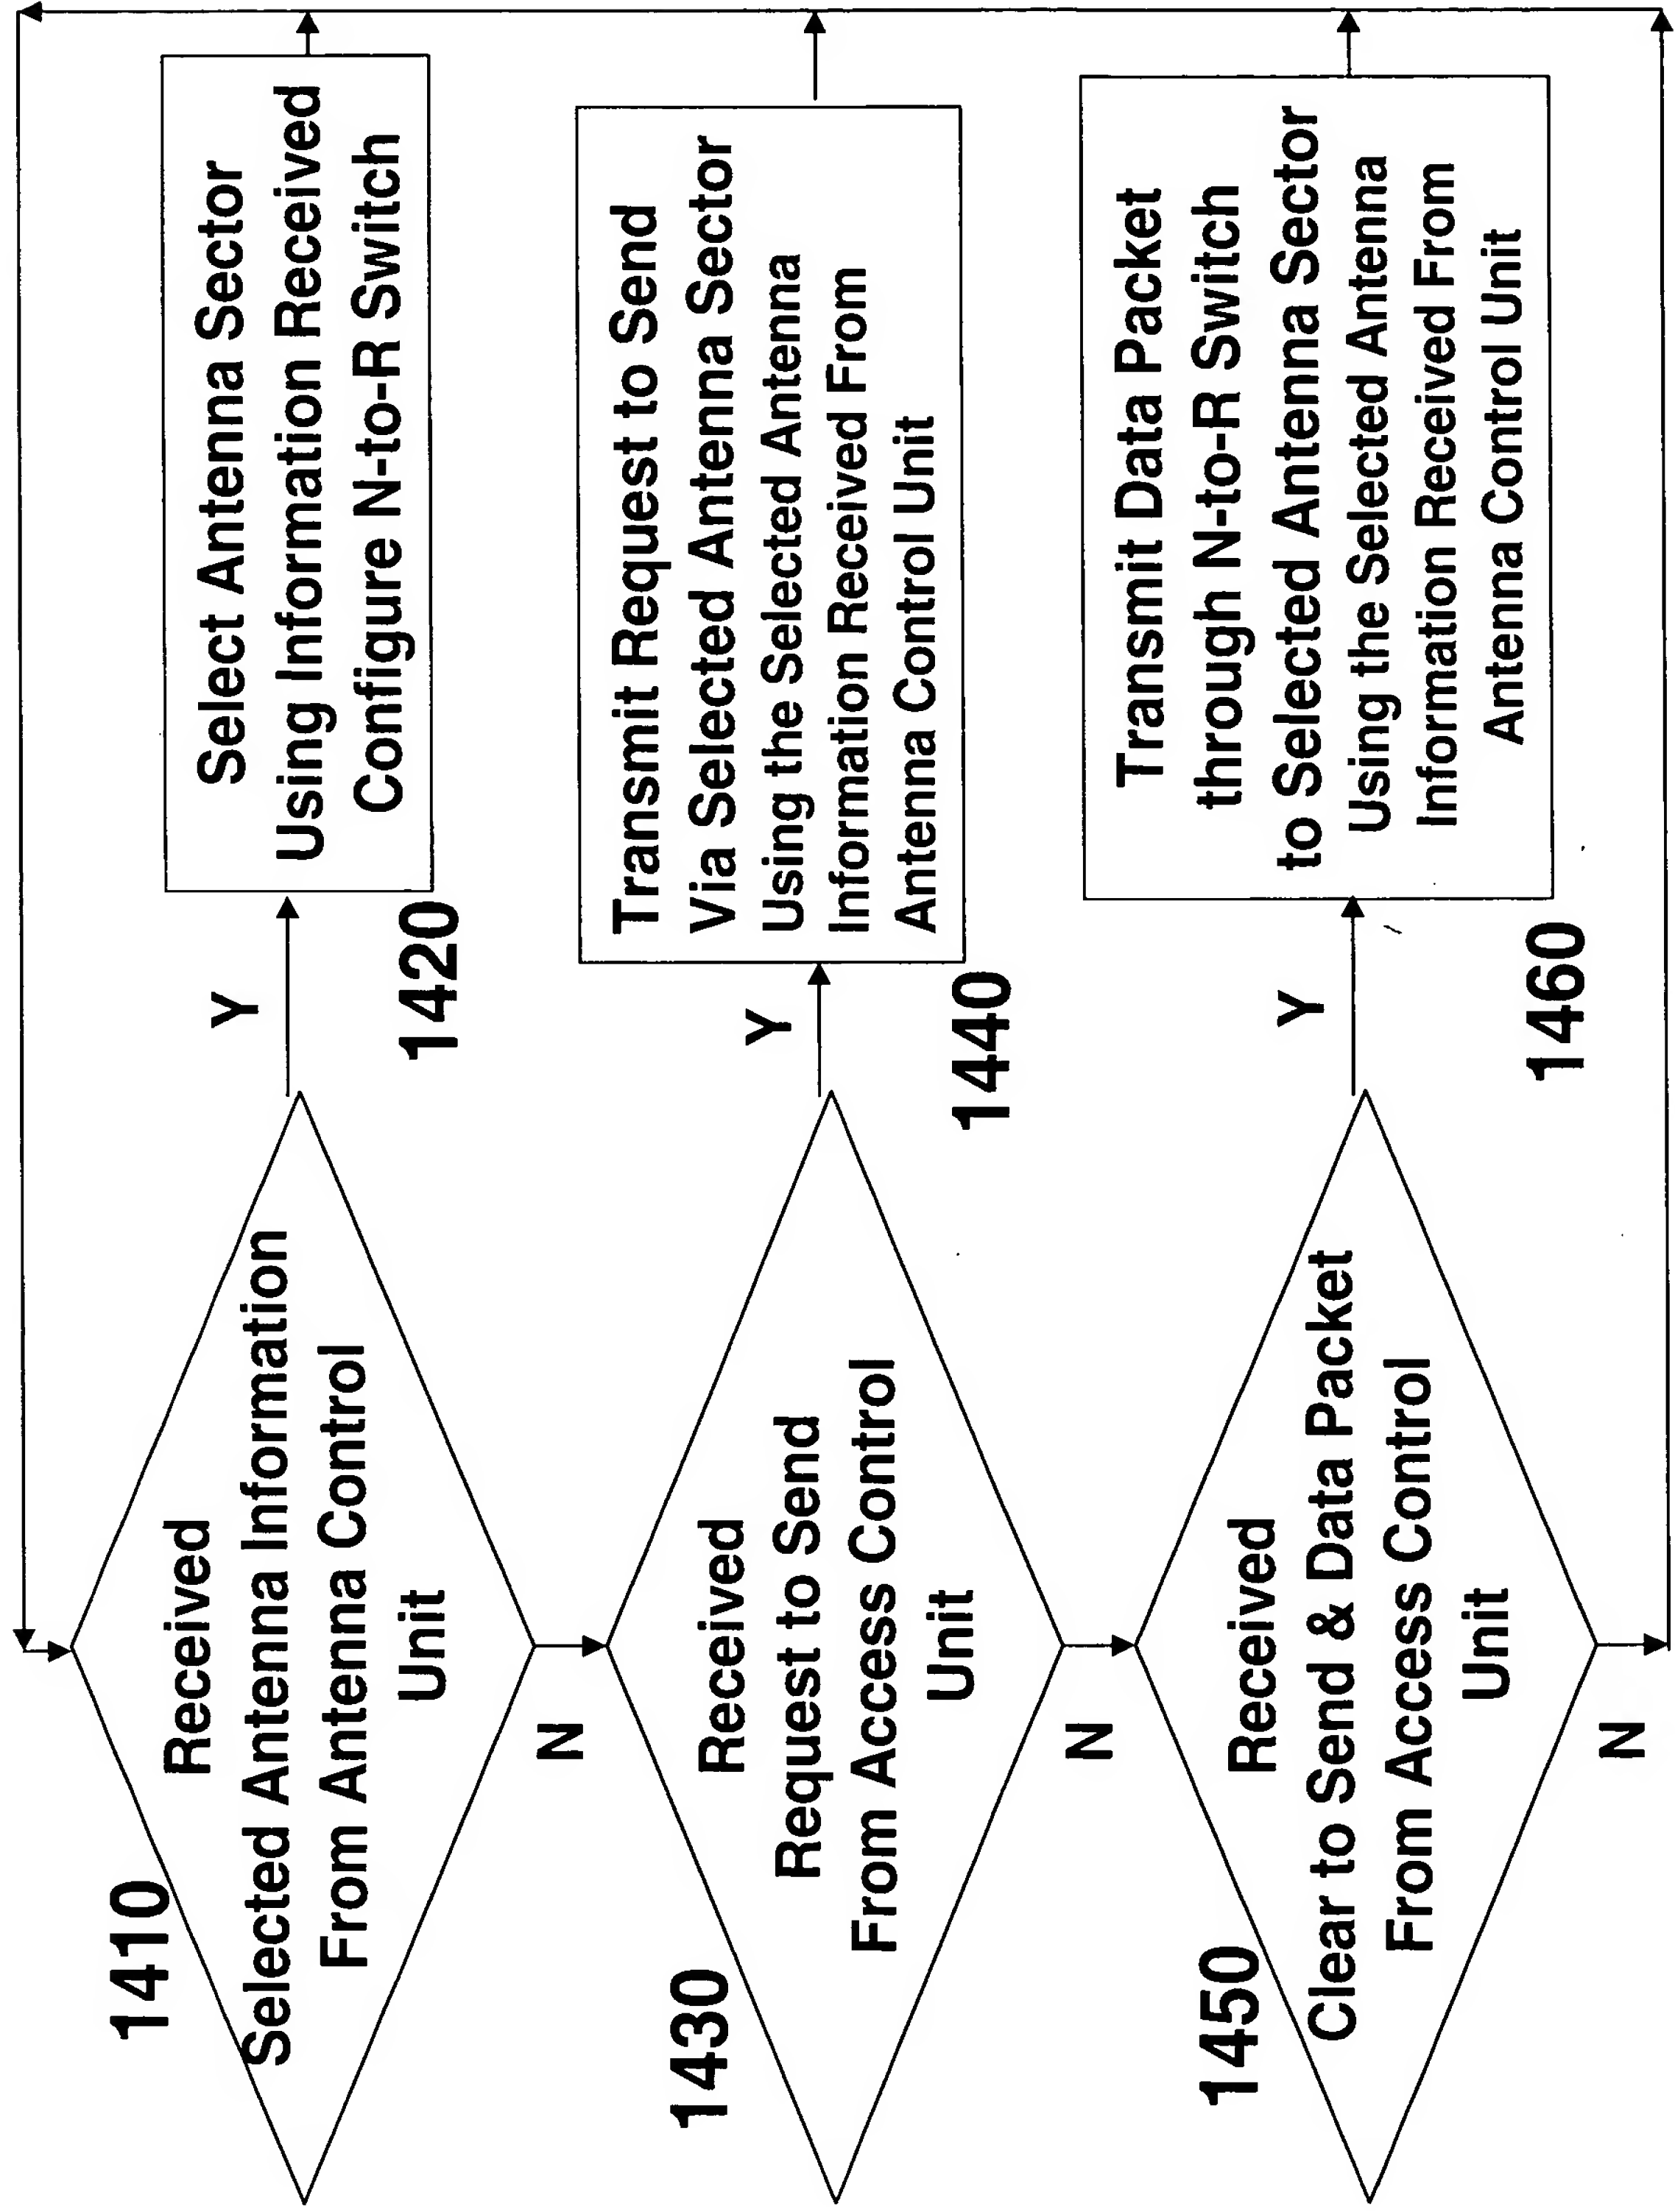 1410
Received
Selected Antenna Information
From Antenna Control
Unit
Y
1420
Select Antenna Sector
Using Information Received
Configure N-to-R Switch
N
1430
Received
Request to Send
From Access Control
Unit
Y
1440
Transmit Request to Send
Via Selected Antenna Sector
Using the Selected Antenna
Information Received From
Antenna Control Unit
N
1450
Received
Clear to Send & Data Packet
From Access Control
Unit
Y
1460
Transmit Data Packet
through N-to-R Switch
to Selected Antenna Sector
Using the Selected Antenna
Information Received From
Antenna Control Unit
N